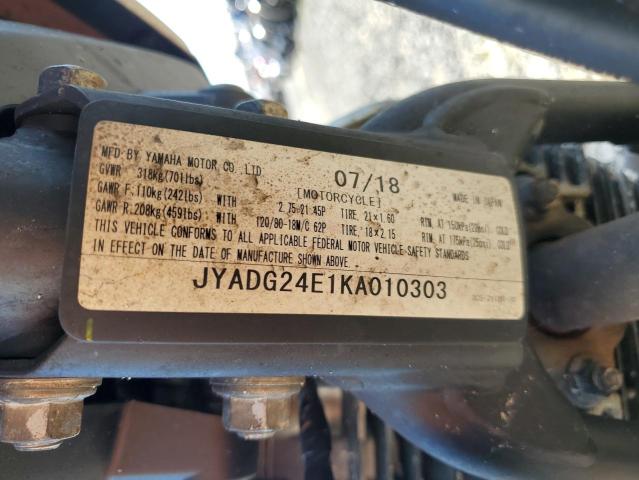 MFD. BY YAMAHA MOTOR CO. LTD. 07/18 MADE IN JAPAN
GVWR 318kg(701lbs) [MOTORCYCLE]
GAWR F. 110kg(242lbs) - WITH 2.75-21 45P TIRE, 21 x 1.60 RIM, AT 150kPa( COLD
GAWR R. 208kg(459lbs) - WITH 120/80-18M/C 62P TIRE, 18 x 2.15 RIM, AT 175kPa(25psi), COLD
THIS VEHICLE CONFORMS TO ALL APPLICABLE FEDERAL MOTOR VEHICLE SAFETY STANDARDS
IN EFFECT ON THE DATE OF MANUFACTURE SHOWN ABOVE
JYADG24E1KA010303